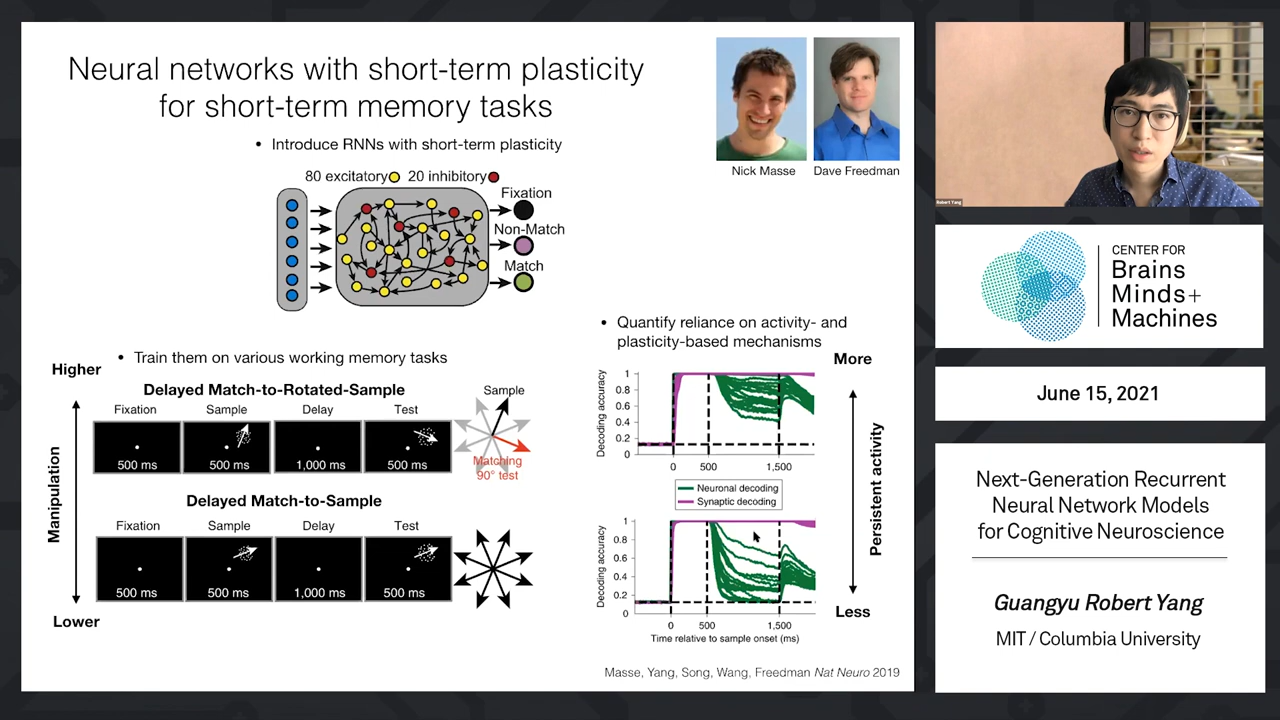 Neural networks with short-term plasticity
for short-term memory tasks
Nick Masse
Dave Freedman
• Introduce RNNs with short-term plasticity
80 excitatory
20 inhibitory
Fixation
Non-Match
Match
• Quantify reliance on activity- and
plasticity-based mechanisms
• Train them on various working memory tasks
Higher
Manipulation
Lower
Delayed Match-to-Rotated-Sample
Fixation
Sample
Delay
Test
500 ms
500 ms
1,000 ms
500 ms
Sample
Matching
90° test
Delayed Match-to-Sample
Fixation
Sample
Delay
Test
500 ms
500 ms
1,000 ms
500 ms
More
Persistent activity
Less
Decoding accuracy
1
0.8
0.6
0.4
0.2
0
0
500
1,500
Neuronal decoding
Synaptic decoding
Decoding accuracy
1
0.8
0.6
0.4
0.2
0
0
500
1,500
Time relative to sample onset (ms)
Masse, Yang, Song, Wang, Freedman Nat Neuro 2019
Robert Yang
CENTER FOR
Brains
Minds+
Machines
June 15, 2021
Next-Generation Recurrent
Neural Network Models
for Cognitive Neuroscience
Guangyu Robert Yang
MIT / Columbia University